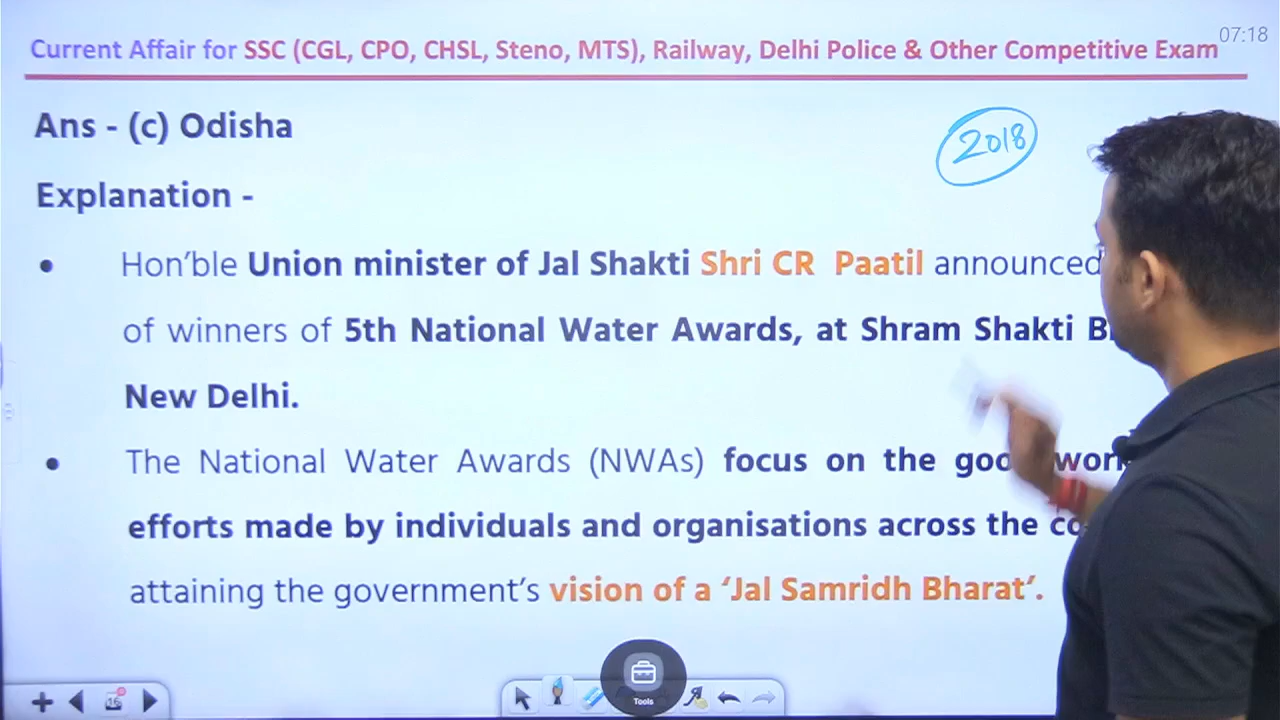 07:18
Current Affair for SSC (CGL, CPO, CHSL, Steno, MTS), Railway, Delhi Police & Other Competitive Exam
Ans - (c) Odisha
2018
Explanation -
• Hon’ble Union minister of Jal Shakti Shri CR Paatil announced
of winners of 5th National Water Awards, at Shram Shakti
New Delhi.
• The National Water Awards (NWAs) focus on the work
efforts made by individuals and organisations across the
attaining the government’s vision of a ‘Jal Samridh Bharat‘.
16
Tools